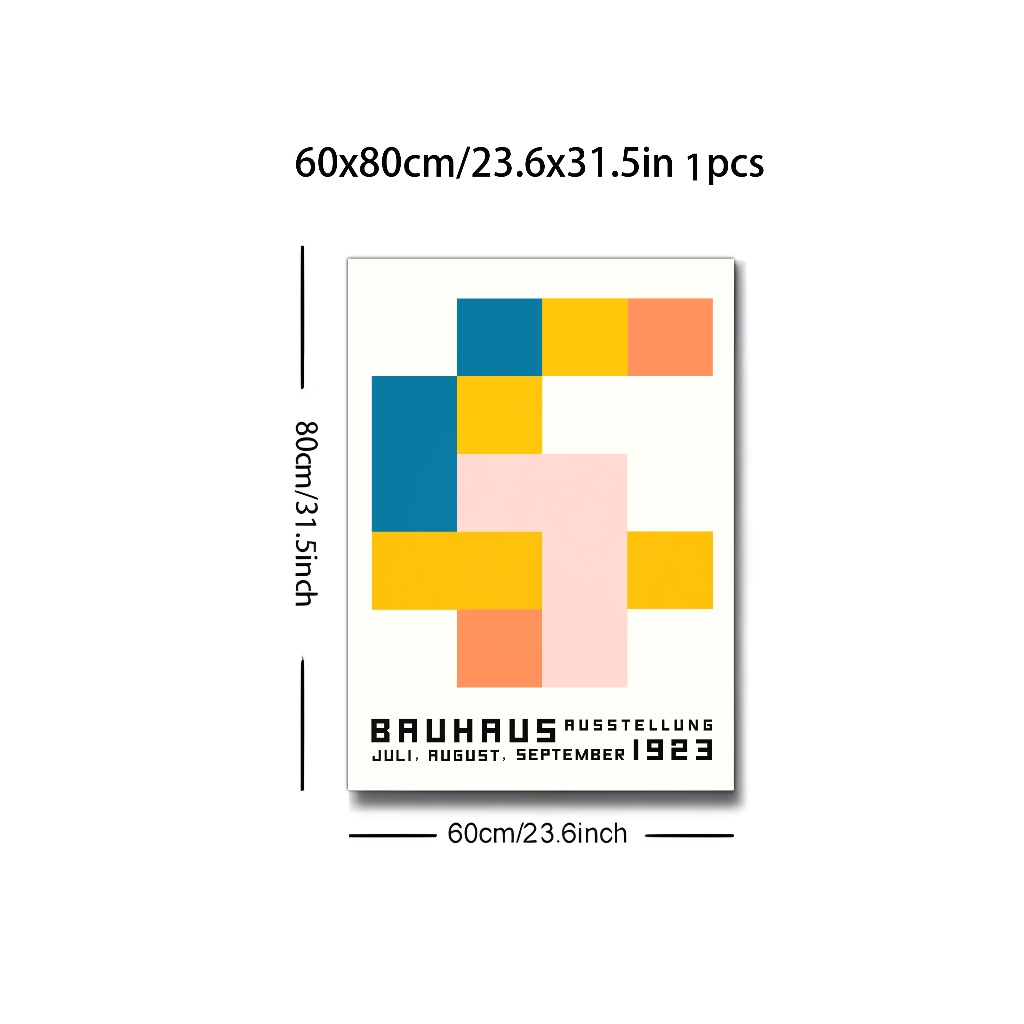 60x80cm/23.6x31.5in 1pcs
80cm/31.5inch
BAUHAUS AUSSTELLUNG
JULI, AUGUST, SEPTEMBER 1923
60cm/23.6inch